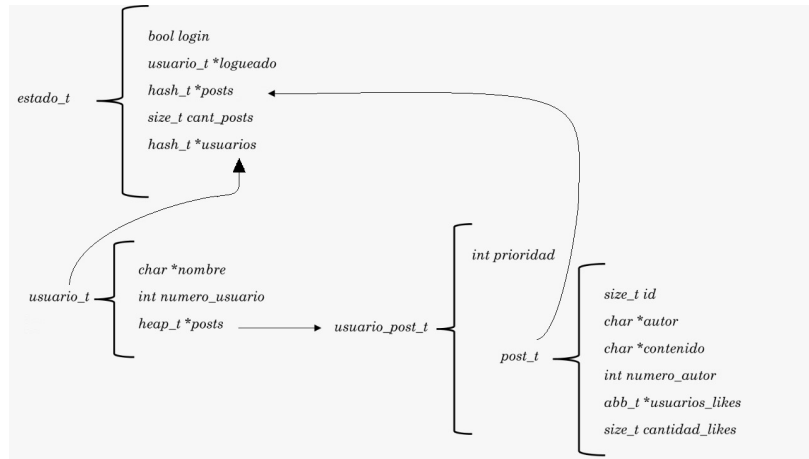 estado_t
bool login
usuario_t *logueado
hash_t *posts
size_t cant_posts
hash_t *usuarios
usuario_t
char *nombre
int numero_usuario
heap_t *posts
usuario_post_t
int prioridad
post_t
size_t id
char *autor
char *contenido
int numero_autor
abb_t *usuarios_likes
size_t cantidad_likes